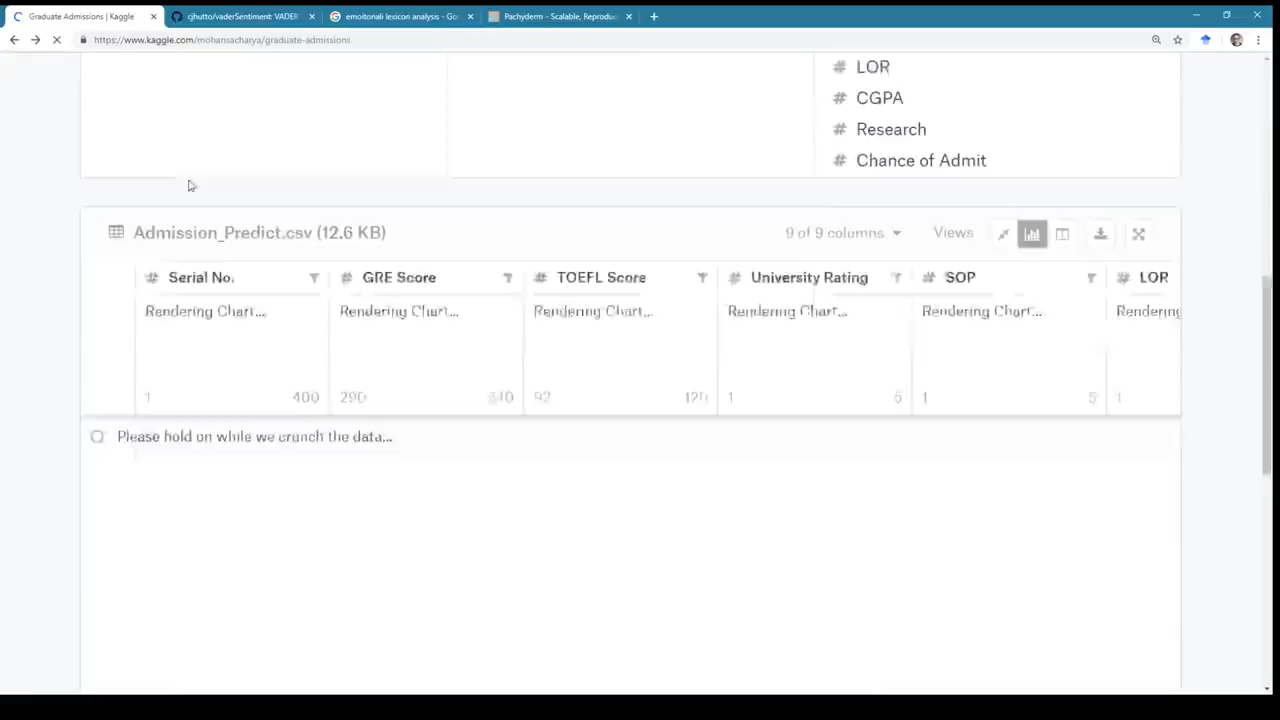 Graduate Admissions | Kaggle
cjhutto/vaderSentiment: VADER
emoitonali lexicon analysis - Go
Pachyderm – Scalable, Reproduc
https://www.kaggle.com/mohansacharya/graduate-admissions
# LOR
# CGPA
# Research
# Chance of Admit
Admission_Predict.csv (12.6 KB)
9 of 9 columns
Views
# Serial No. # GRE Score # TOEFL Score # University Rating # SOP # LOR
Rendering Chart... Rendering Chart... Rendering Chart... Rendering Chart... Rendering Chart... Rendering
1 400 290 340 92 120 1 5 1 5 1
Please hold on while we crunch the data...